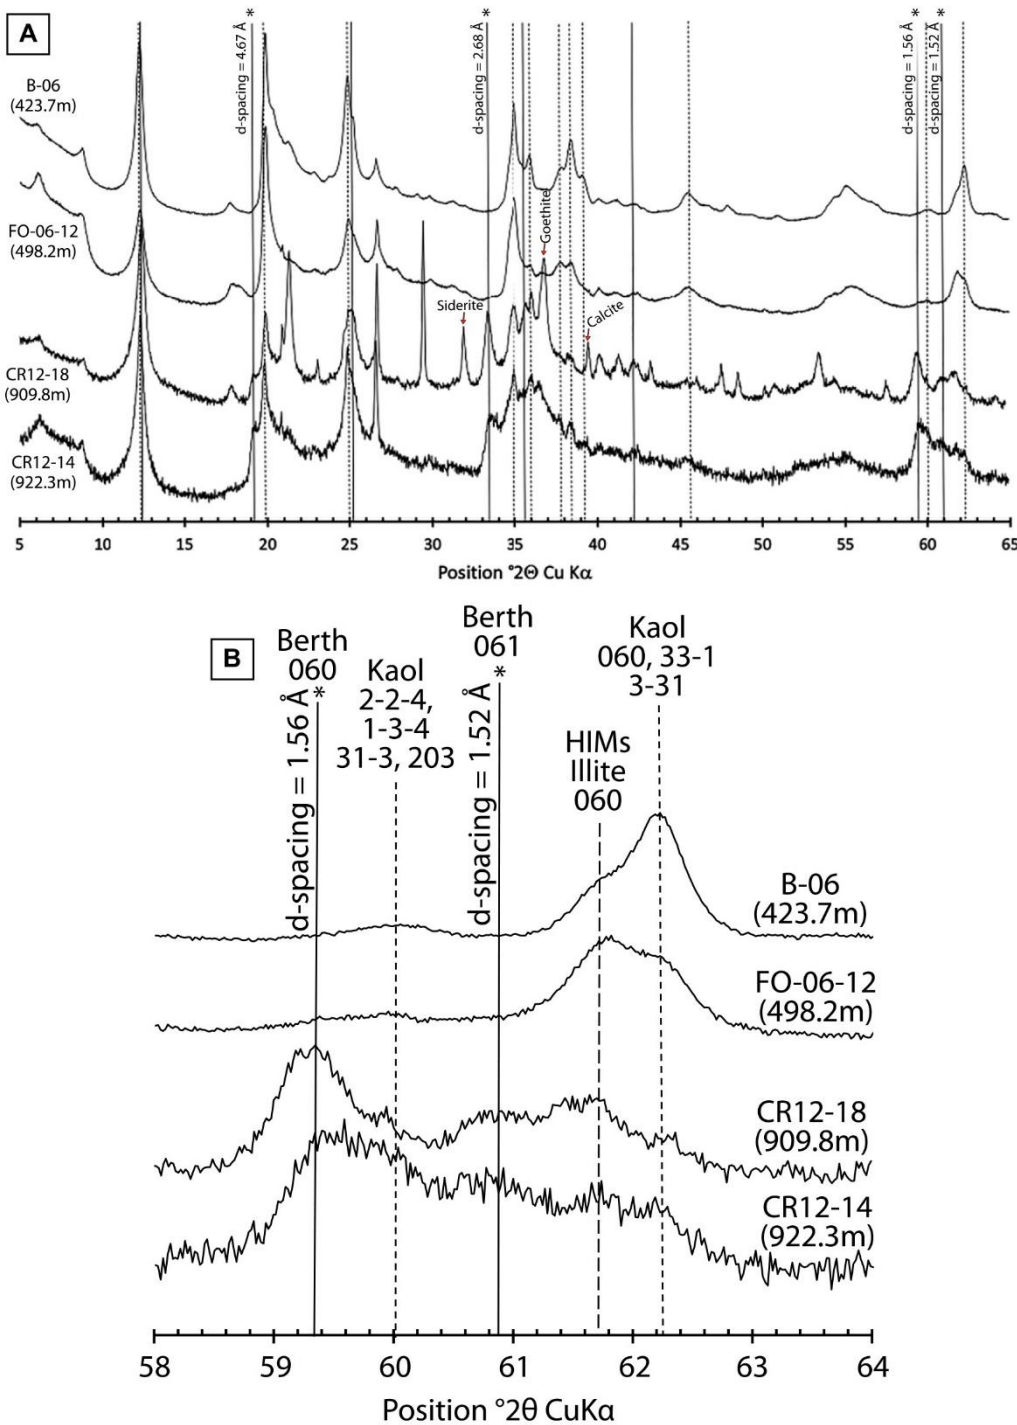 A
d-spacing = 4.67 Å *
d-spacing = 2.68 Å *
d-spacing = 1.56 Å *
d-spacing = 1.52 Å *
B-06
(423.7m)
FO-06-12
(498.2m)
Siderite
Goethite
Calcite
CR12-18
(909.8m)
CR12-14
(922.3m)
5 10 15 20 25 30 35 40 45 50 55 60 65
Position °2Θ Cu Kα
B
Berth
060
*
d-spacing = 1.56 Å
Kaol
2-2-4,
1-3-4
31-3, 203
Berth
061
*
d-spacing = 1.52 Å
HIMs
Illite
060
Kaol
060, 33-1
3-31
B-06
(423.7m)
FO-06-12
(498.2m)
CR12-18
(909.8m)
CR12-14
(922.3m)
58 59 60 61 62 63 64
Position °2θ CuKα